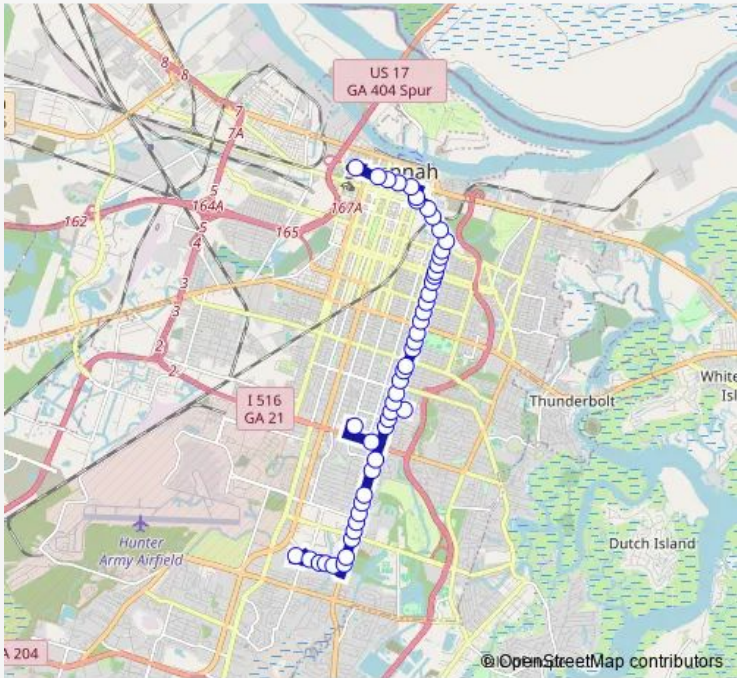 US 17
GA 404 Spur
8
8
7
7A
5
164A
5
4
162
165
167A
3
3
2
2
I 516
GA 21
Thunderbolt
White
Isl
Hunter
Army Airfield
Dutch Island
A 204
© OpenStreetMap contributors